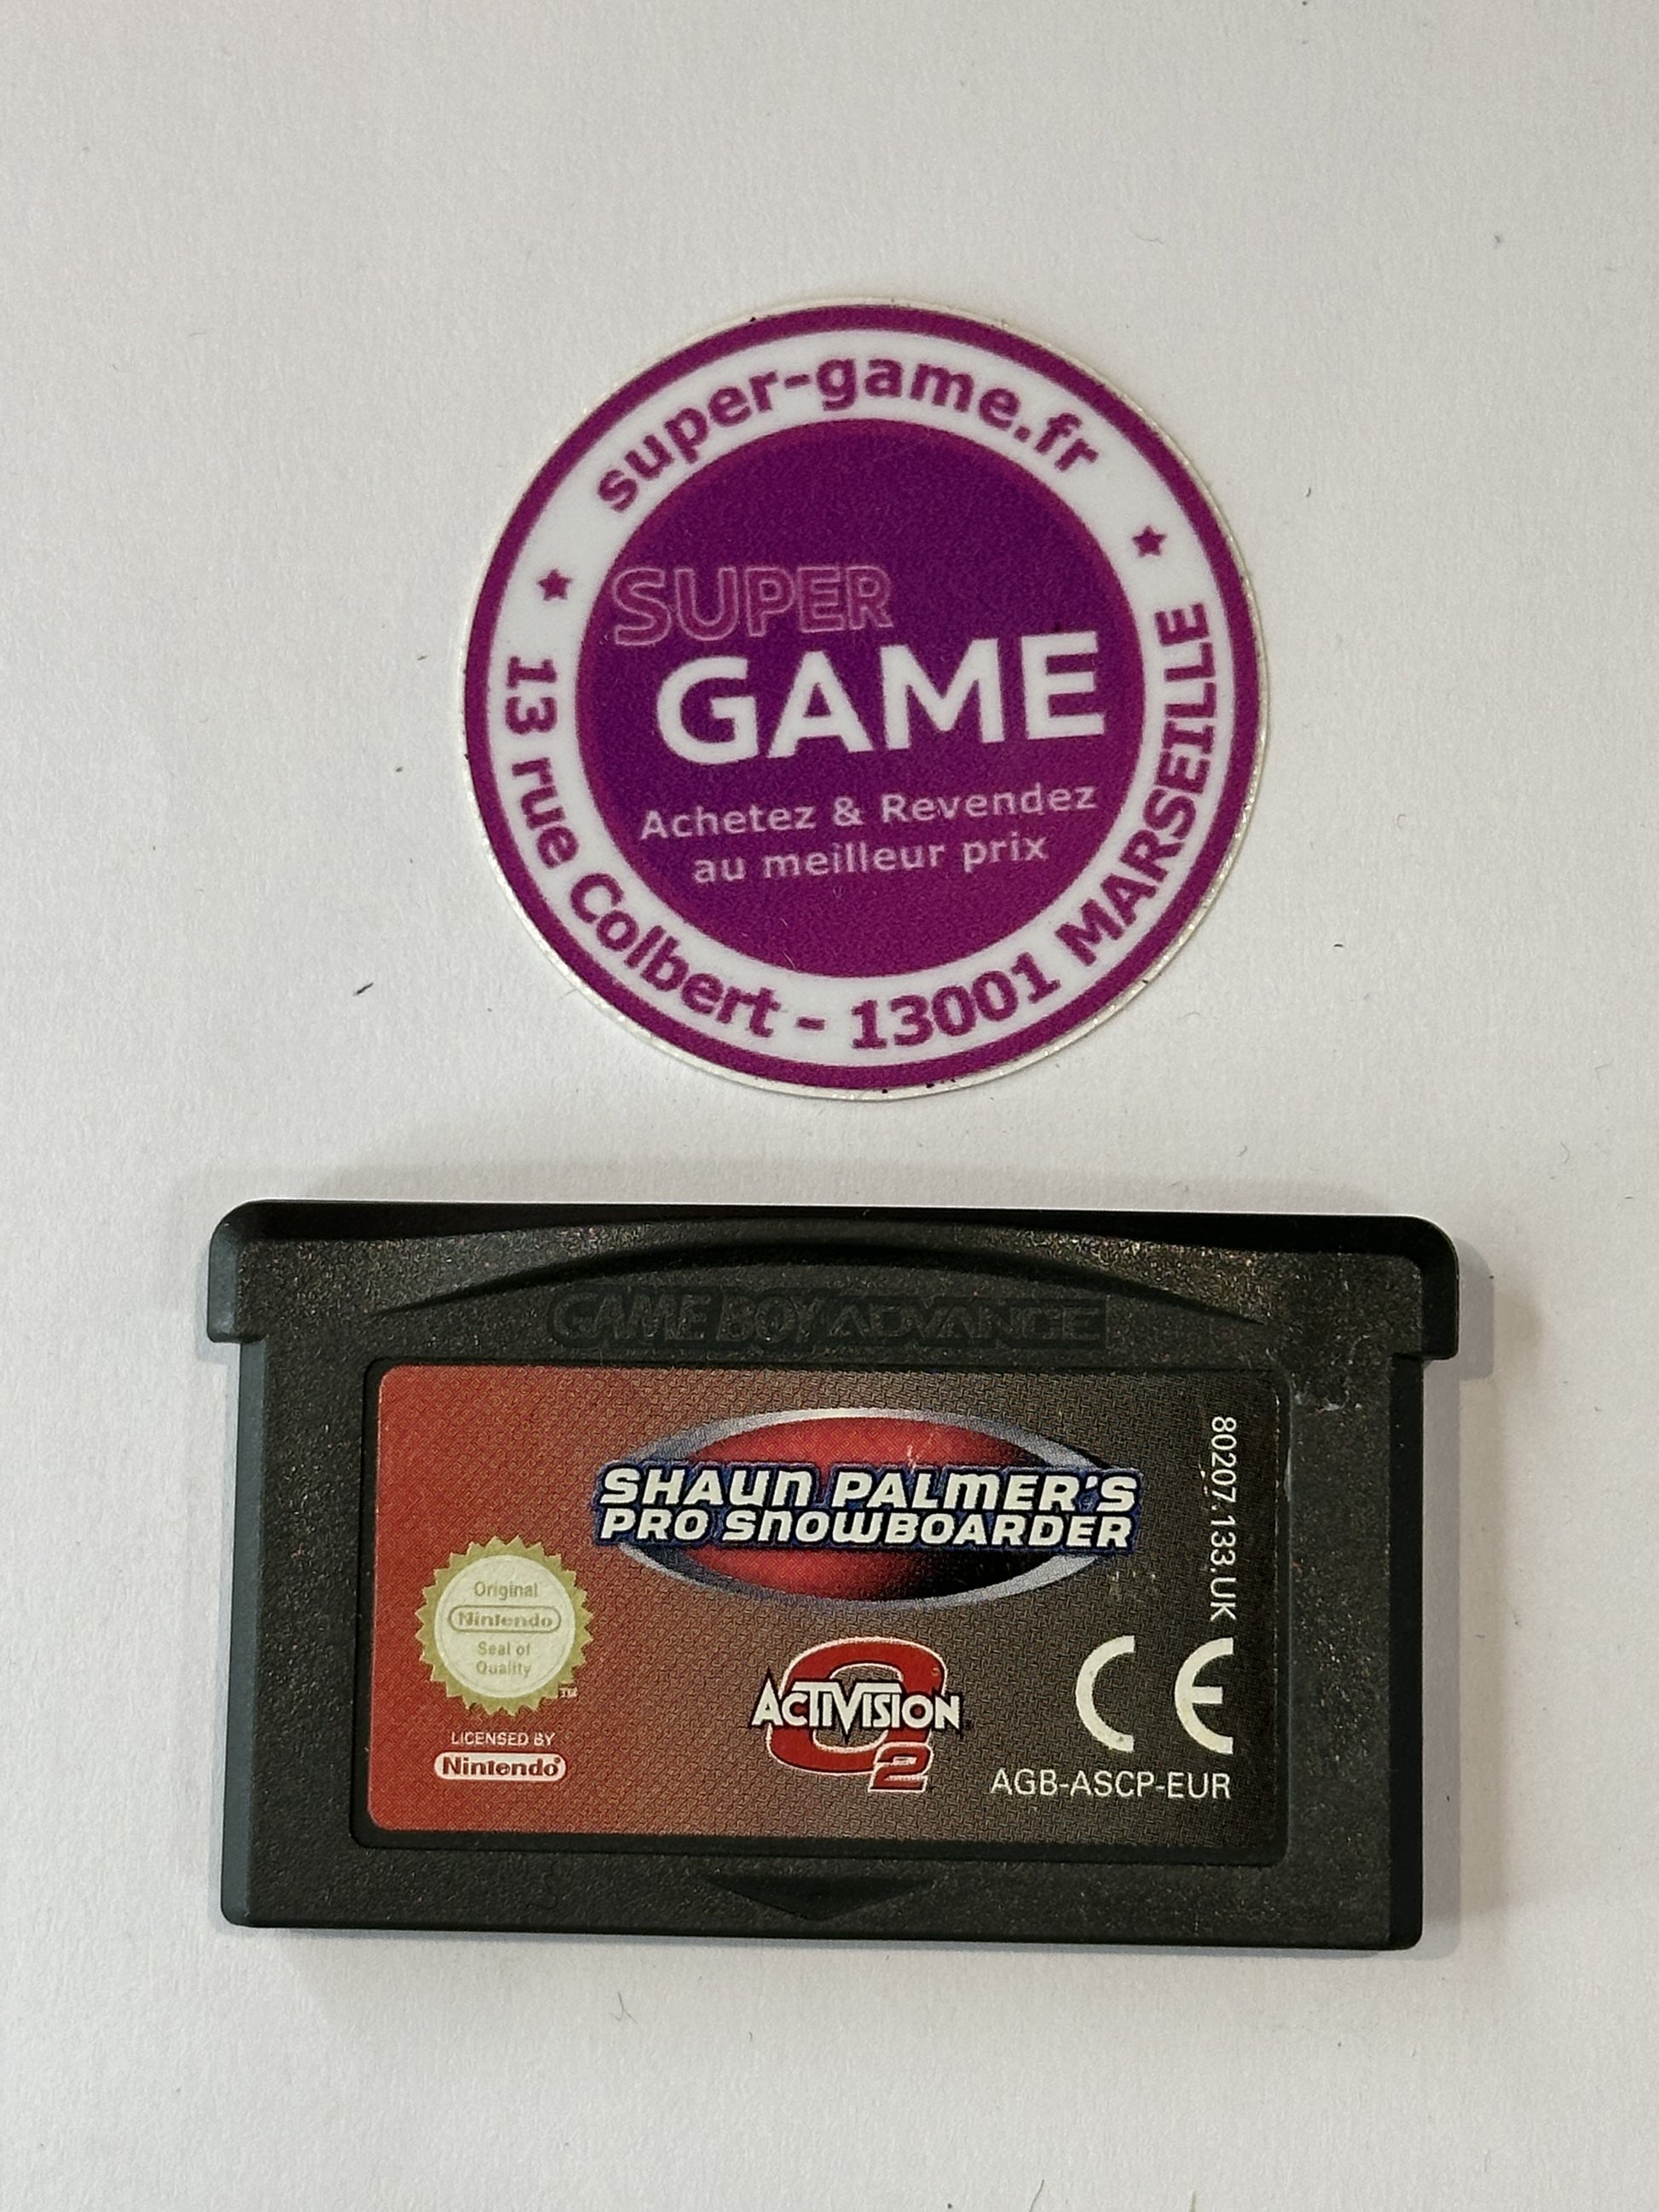 super-game.fr
SUPER
GAME
Achetez & Revendez
au meilleur prix
13 rue Colbert - 13001 MARSEILLE
GAME BOY ADVANCE
SHAUN PALMER'S
PRO SNOWBOARDER
80207.133.UK
Original
Nintendo
Seal of
Quality
TM
LICENSED BY
Nintendo®
ACTIVISION
O2
CE
AGB-ASCP-EUR